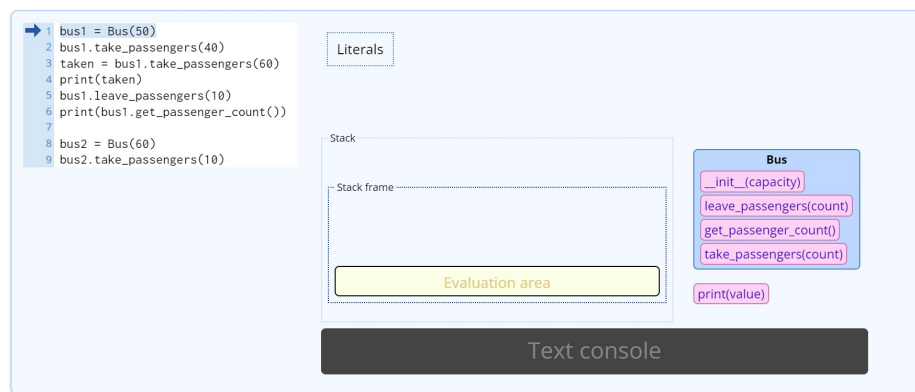 1 bus1 = Bus(50)
2 bus1.take_passengers(40)
3 taken = bus1.take_passengers(60)
4 print(taken)
5 bus1.leave_passengers(10)
6 print(bus1.get_passenger_count())
7
8 bus2 = Bus(60)
9 bus2.take_passengers(10)
Literals
Stack
Stack frame
Evaluation area
Bus
__init__(capacity)
leave_passengers(count)
get_passenger_count()
take_passengers(count)
print(value)
Text console